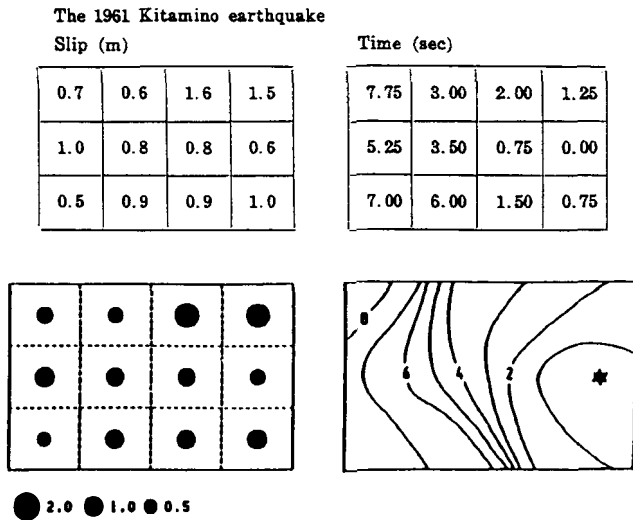 The 1961 Kitamino earthquake
Slip (m) Time (sec)
0.7 0.6 1.6 1.5 7.75 3.00 2.00 1.25
1.0 0.8 0.8 0.6 5.25 3.50 0.75 0.00
0.5 0.9 0.9 1.0 7.00 6.00 1.50 0.75
8
6 4 2
2.0 1.0 0.5